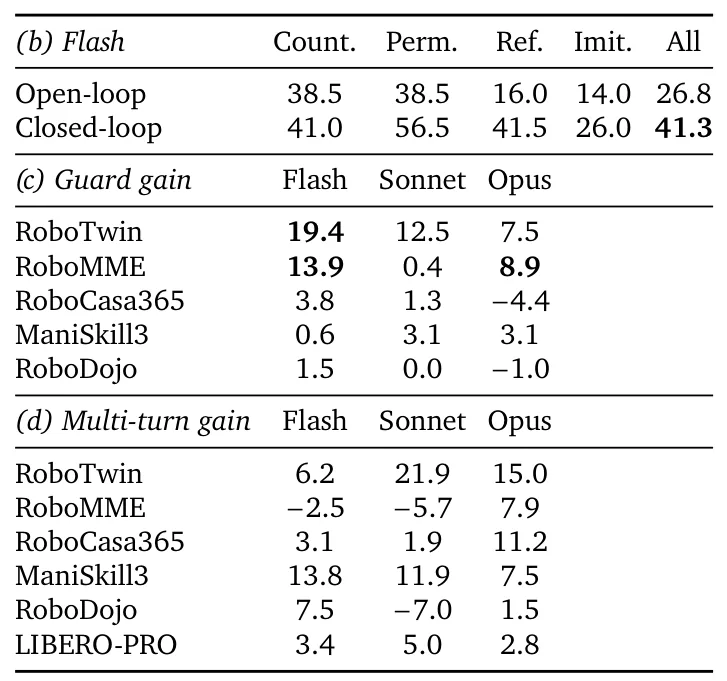 (b) Flash Count. Perm. Ref. Imit. All
Open-loop 38.5 38.5 16.0 14.0 26.8
Closed-loop 41.0 56.5 41.5 26.0 41.3
(c) Guard gain Flash Sonnet Opus
RoboTwin 19.4 12.5 7.5
RoboMME 13.9 0.4 8.9
RoboCasa365 3.8 1.3 −4.4
ManiSkill3 0.6 3.1 3.1
RoboDojo 1.5 0.0 −1.0
(d) Multi-turn gain Flash Sonnet Opus
RoboTwin 6.2 21.9 15.0
RoboMME −2.5 −5.7 7.9
RoboCasa365 3.1 1.9 11.2
ManiSkill3 13.8 11.9 7.5
RoboDojo 7.5 −7.0 1.5
LIBERO-PRO 3.4 5.0 2.8